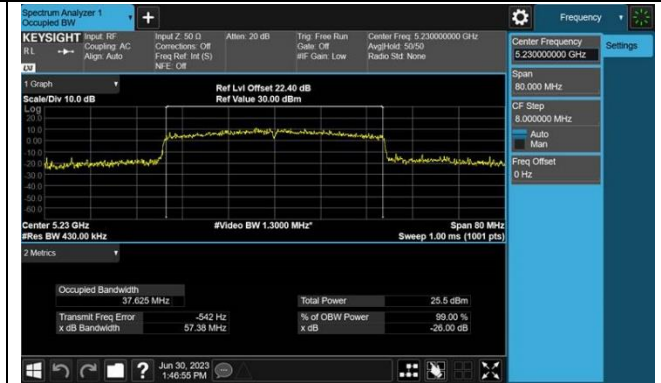 Spectrum Analyzer 1
Occupied BW
+
Frequency
KEYSIGHT
RL
LXI
Input: RF
Coupling: AC
Align: Auto
Input Z: 50 Ω
Corrections: Off
Freq Ref: Int (S)
NFE: Off
Atten: 20 dB
Trig: Free Run
Gate: Off
#IF Gain: Low
Center Freq: 5.230000000 GHz
Avg|Hold: 50/50
Radio Std: None
Center Frequency
5.230000000 GHz
Settings
Span
80.000 MHz
CF Step
8.000000 MHz
Auto
Man
Freq Offset
0 Hz
1 Graph
Scale/Div 10.0 dB
Ref Lvl Offset 22.40 dB
Ref Value 30.00 dBm
Log
20.0
10.0
0.00
-10.0
-20.0
-30.0
-40.0
-50.0
-60.0
Center 5.23 GHz
#Res BW 430.00 kHz
#Video BW 1.3000 MHz*
Span 80 MHz
Sweep 1.00 ms (1001 pts)
2 Metrics
Occupied Bandwidth
37.625 MHz
Total Power 25.5 dBm
Transmit Freq Error -542 Hz
% of OBW Power 99.00 %
x dB Bandwidth 57.38 MHz
x dB -26.00 dB
?
Jun 30, 2023
1:46:55 PM